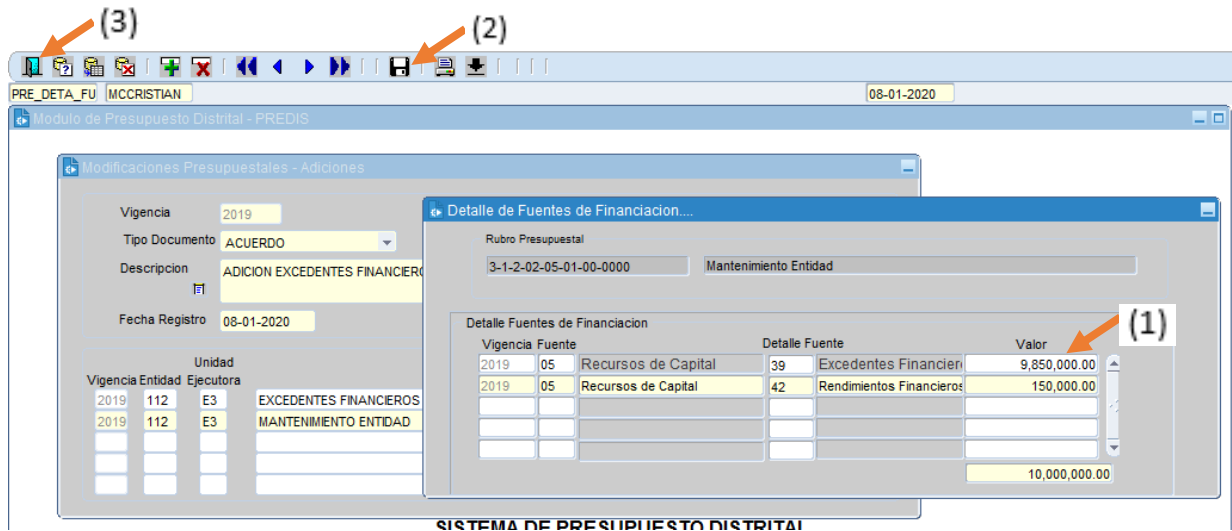 (3)
(2)
PRE_DETA_FU MCCRISTIAN 08-01-2020
Modulo de Presupuesto Distrital - PREDIS
Modificaciones Presupuestales - Adiciones
Vigencia 2019
Tipo Documento ACUERDO
Descripcion ADICION EXCEDENTES FINANCIERO
Fecha Registro 08-01-2020
Unidad
Vigencia Entidad Ejecutora
2019 112 E3 EXCEDENTES FINANCIEROS
2019 112 E3 MANTENIMIENTO ENTIDAD
Detalle de Fuentes de Financiacion....
Rubro Presupuestal
3-1-2-02-05-01-00-0000 Mantenimiento Entidad
(1)
Detalle Fuentes de Financiacion
Vigencia Fuente Detalle Fuente Valor
2019 05 Recursos de Capital 39 Excedentes Financier 9,850,000.00
2019 05 Recursos de Capital 42 Rendimientos Financieros 150,000.00
10,000,000.00
SISTEMA DE PRESUPUESTO DISTRITAL